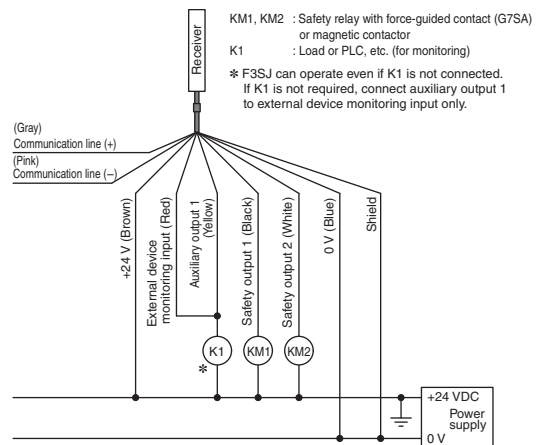 Receiver
KM1, KM2 : Safety relay with force-guided contact (G7SA)
or magnetic contactor
K1 : Load or PLC, etc. (for monitoring)
* F3SJ can operate even if K1 is not connected.
If K1 is not required, connect auxiliary output 1
to external device monitoring input only.
(Gray)
Communication line (+)
(Pink)
Communication line (–)
+24 V (Brown)
External device
monitoring input (Red)
Auxiliary output 1
(Yellow)
Safety output 1 (Black)
Safety output 2 (White)
0 V (Blue)
Shield
K1
KM1
KM2
*
+24 VDC
Power
supply
0 V